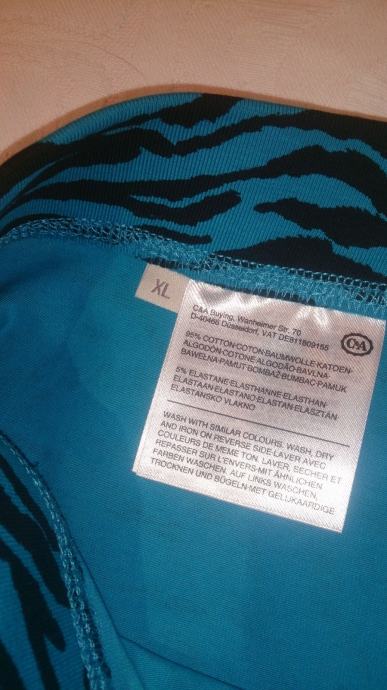 XL
C&A Buying, Wanheimer Str. 70
D-40468 Düsseldorf, VAT DE811809155
C&A
95% COTTON-COTON-BAUMWOLLE-KATOEN-
ALGODÓN-COTONE-ALGODÃO-BAVLNA-
BAWEŁNA-PAMUT-BOMBAŽ-BUMBAC-PAMUK
5% ELASTANE-ELASTHANNE-ELASTHAN-
ELASTAAN-ELASTANO-ELASTAN-ELASZTÁN-
ELASTANSKO VLAKNO
WASH WITH SIMILAR COLOURS. WASH, DRY
AND IRON ON REVERSE SIDE-LAVER AVEC
COULEURS DE MEME TON. LAVER, SECHER ET
REPASSER SUR L'ENVERS-MIT ÄHNLICHEN
FARBEN WASCHEN. AUF LINKS WASCHEN,
TROCKNEN UND BÜGELN-MET GELIJKAARDIGE